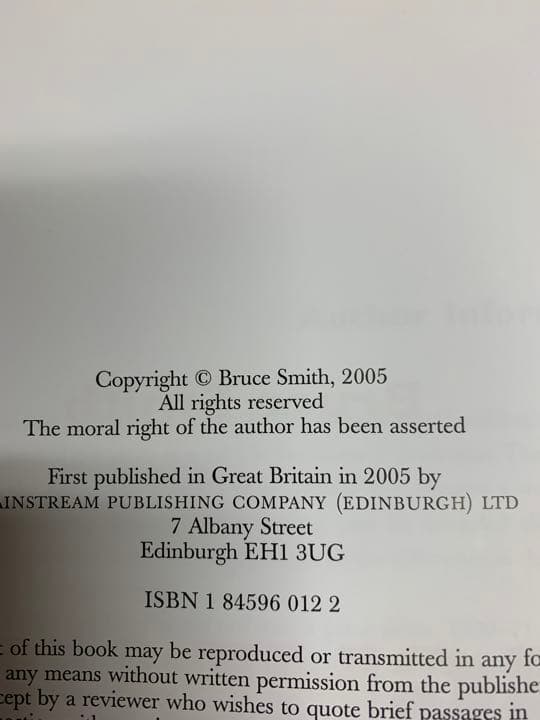 Copyright © Bruce Smith, 2005
All rights reserved
The moral right of the author has been asserted
First published in Great Britain in 2005 by
AINSTREAM PUBLISHING COMPANY (EDINBURGH) LTD
7 Albany Street
Edinburgh EH1 3UG
ISBN 1 84596 012 2
of this book may be reproduced or transmitted in any fo
any means without written permission from the publishe
cept by a reviewer who wishes to quote brief passages in